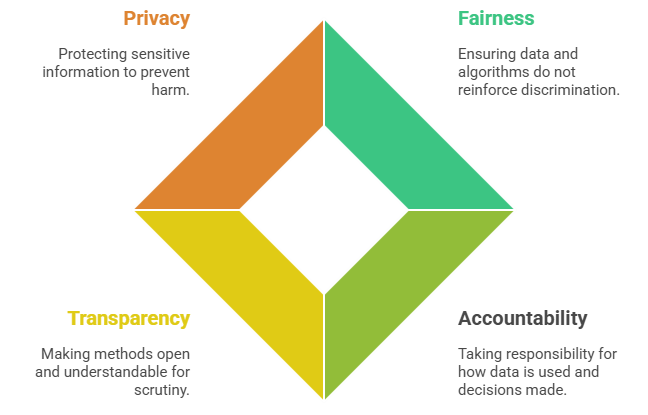 Privacy
Protecting sensitive
information to prevent
harm.
Fairness
Ensuring data and
algorithms do not
reinforce discrimination.
Transparency
Making methods open
and understandable for
scrutiny.
Accountability
Taking responsibility for
how data is used and
decisions made.